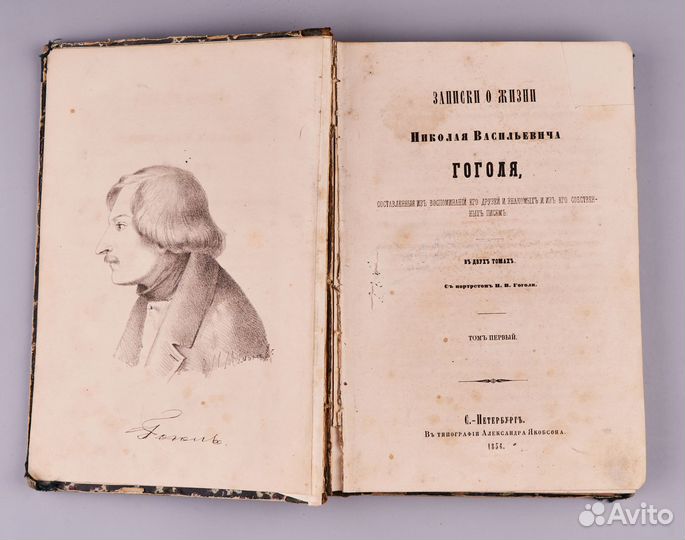 Гоголь.
ЗАПИСКИ О ЖИЗНИ
НИКОЛАЯ ВАСИЛЬЕВИЧА
ГОГОЛЯ,
СОСТАВЛЕННЫЯ ИЗЪ ВОСПОМИНАНІЙ ЕГО ДРУЗЕЙ И ЗНАКОМЫХЪ И ИЗЪ ЕГО СОБСТВЕН-
НЫХЪ ПИСЕМЪ.
ВЪ ДВУХЪ ТОМАХЪ.
Съ портретомъ Н. В. Гоголя.
ТОМЪ ПЕРВЫЙ.
С.-ПЕТЕРБУРГЪ.
ВЪ ТИПОГРАФІИ АЛЕКСАНДРА ЯКОБСОНА.
1856.
Avito